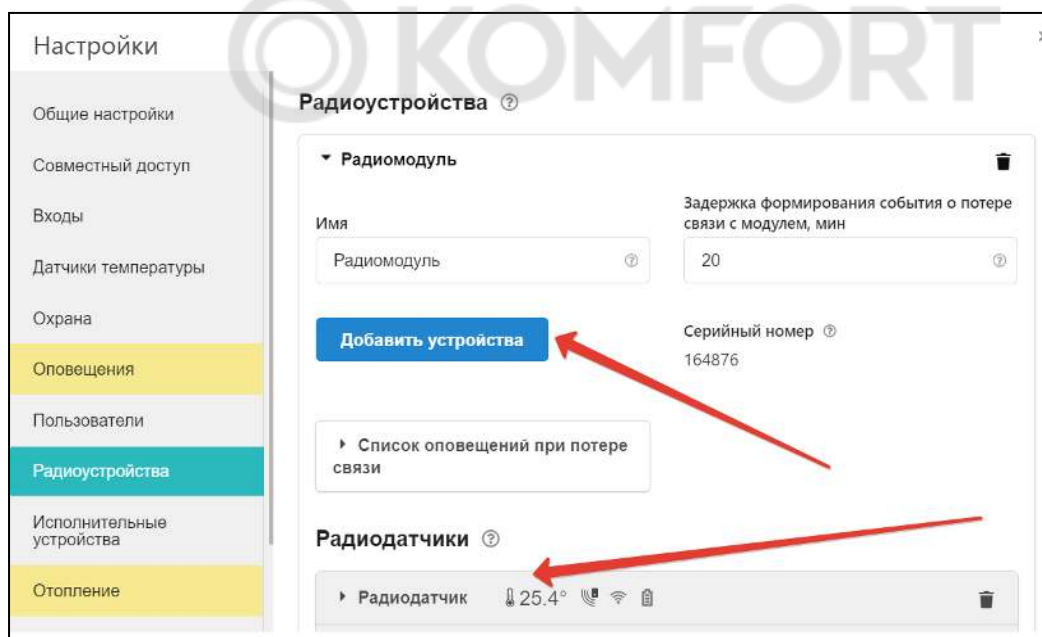 KOMFORT
Настройки
Общие настройки
Совместный доступ
Входы
Датчики температуры
Охрана
Оповещения
Пользователи
Радиоустройства
Исполнительные
устройства
Отопление
Радиоустройства
Радиомодуль
Имя
Радиомодуль
Задержка формирования события о потере
связи с модулем, мин
20
Добавить устройства
Серийный номер
164876
Список оповещений при потере
связи
Радиодатчики
Радиодатчик 25.4°